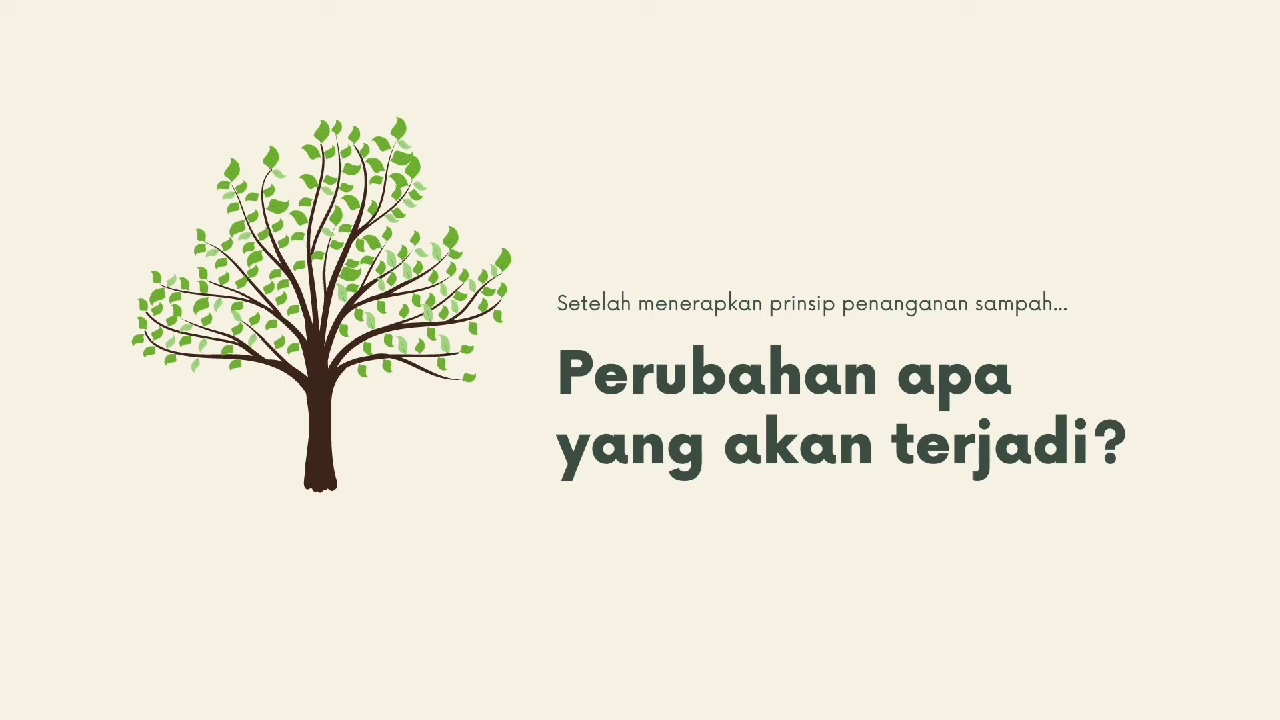 Setelah menerapkan prinsip penanganan sampah...
Perubahan apa
yang akan terjadi?